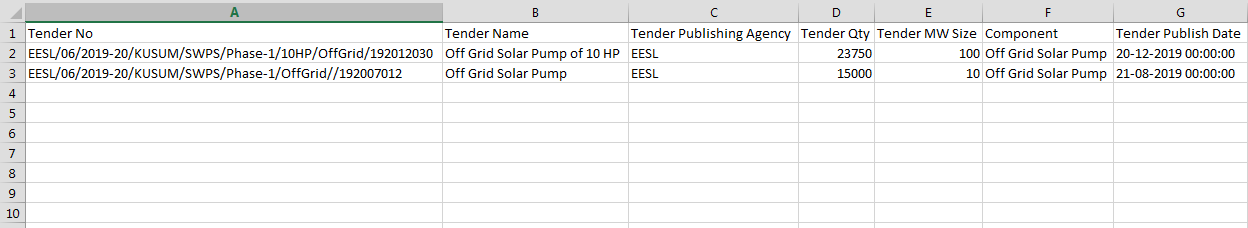 A B C D E F G
1 Tender No Tender Name Tender Publishing Agency Tender Qty Tender MW Size Component Tender Publish Date
2 EESL/06/2019-20/KUSUM/SWPS/Phase-1/10HP/OffGrid/192012030 Off Grid Solar Pump of 10 HP EESL 23750 100 Off Grid Solar Pump 20-12-2019 00:00:00
3 EESL/06/2019-20/KUSUM/SWPS/Phase-1/OffGrid//192007012 Off Grid Solar Pump EESL 15000 10 Off Grid Solar Pump 21-08-2019 00:00:00
4
5
6
7
8
9
10